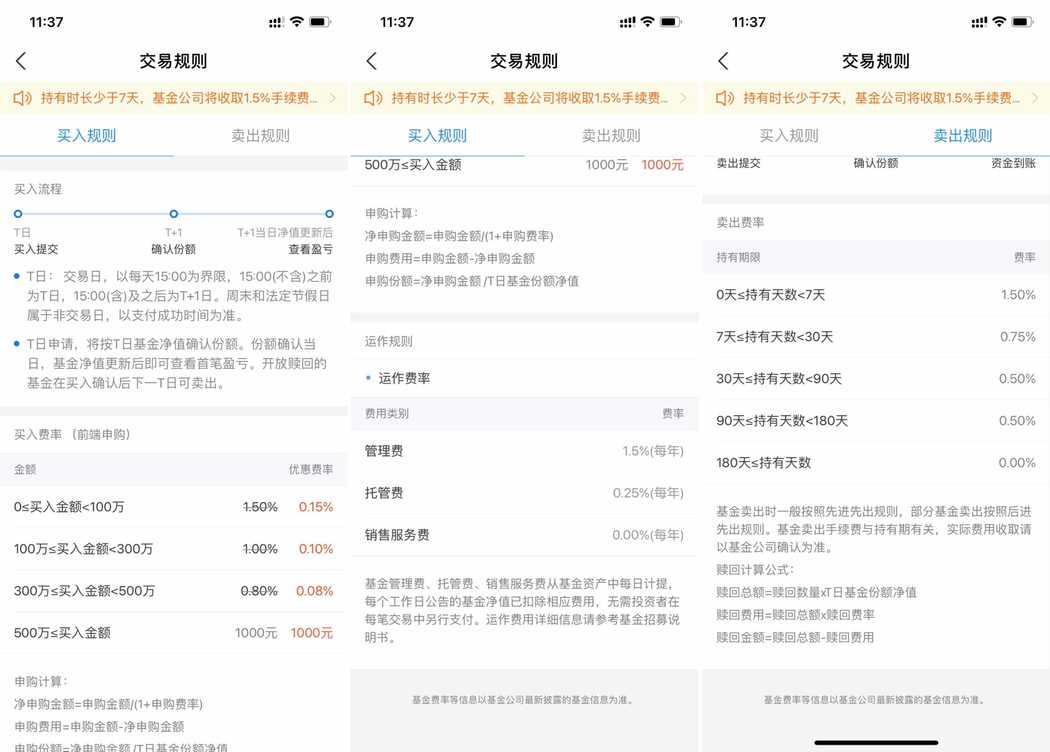 11:37
交易规则
持有时长少于7天，基金公司将收取1.5%手续费...
买入规则 卖出规则
买入流程
T日 T+1 T+1当日净值更新后
买入提交 确认份额 查看盈亏
T日： 交易日，以每天15:00为界限，15:00(不含)之前
为T日，15:00(含)及之后为T+1日。周末和法定节假日
属于非交易日，以支付成功时间为准。
T日申请，将按T日基金净值确认份额。份额确认当
日，基金净值更新后即可查看首笔盈亏。开放赎回的
基金在买入确认后下一T日可卖出。
买入费率 （前端申购）
金额 优惠费率
0≤买入金额<100万 1.50% 0.15%
100万≤买入金额<300万 1.00% 0.10%
300万≤买入金额<500万 0.80% 0.08%
500万≤买入金额 1000元 1000元
申购计算：
净申购金额=申购金额/(1+申购费率)
申购费用=申购金额-净申购金额
申购份额=净申购金额 /T日基金份额净值
11:37
交易规则
持有时长少于7天，基金公司将收取1.5%手续费...
买入规则 卖出规则
500万≤买入金额 1000元 1000元
申购计算：
净申购金额=申购金额/(1+申购费率)
申购费用=申购金额-净申购金额
申购份额=净申购金额 /T日基金份额净值
运作规则
运作费率
费用类别 费率
管理费 1.5%(每年)
托管费 0.25%(每年)
销售服务费 0.00%(每年)
基金管理费、托管费、销售服务费从基金资产中每日计提，
每个工作日公告的基金净值已扣除相应费用，无需投资者在
每笔交易中另行支付。运作费用详细信息请参考基金招募说
明书。
基金费率等信息以基金公司最新披露的基金信息为准。
11:37
交易规则
持有时长少于7天，基金公司将收取1.5%手续费...
买入规则 卖出规则
卖出提交 确认份额 资金到账
卖出费率
持有期限 费率
0天≤持有天数<7天 1.50%
7天≤持有天数<30天 0.75%
30天≤持有天数<90天 0.50%
90天≤持有天数<180天 0.50%
180天≤持有天数 0.00%
基金卖出时一般按照先进先出规则，部分基金卖出按照后进
先出规则。基金卖出手续费与持有期有关，实际费用收取请
以基金公司确认为准。
赎回计算公式：
赎回总额=赎回数量xT日基金份额净值
赎回费用=赎回总额x赎回费率
赎回金额=赎回总额-赎回费用
基金费率等信息以基金公司最新披露的基金信息为准。